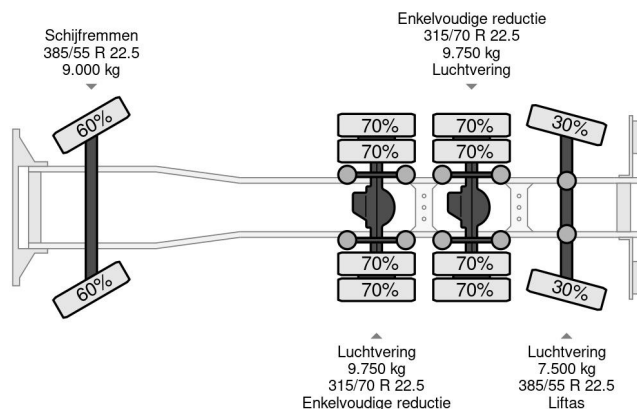 Schijfremmen
385/55 R 22.5
9.000 kg
Enkelvoudige reductie
315/70 R 22.5
9.750 kg
Luchtvering
60%
70%
70%
30%
70%
70%
60%
70%
70%
30%
70%
70%
Luchtvering
9.750 kg
315/70 R 22.5
Enkelvoudige reductie
Luchtvering
7.500 kg
385/55 R 22.5
Liftas